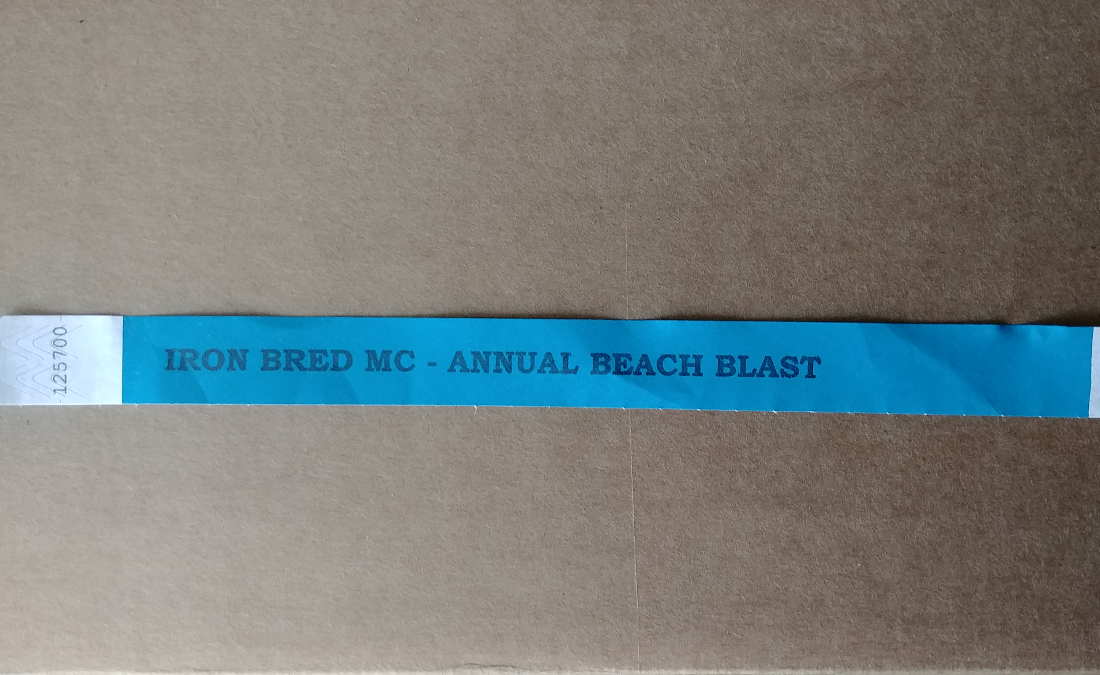 125700
IRON BRED MC - ANNUAL BEACH BLAST